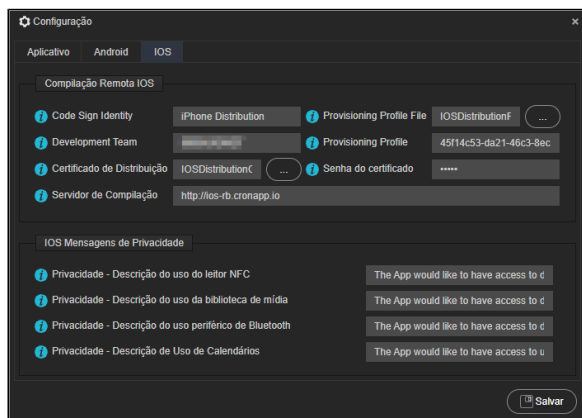 Configuração
Aplicativo Android IOS
Compilação Remota IOS
Code Sign Identity iPhone Distribution Provisioning Profile File IOSDistributionF ...
Development Team Provisioning Profile 45f14c53-da21-46c3-8ec
Certificado de Distribuição IOSDistributionC ... Senha do certificado •••••
Servidor de Compilação http://ios-rb.cronapp.io
IOS Mensagens de Privacidade
Privacidade - Descrição do uso do leitor NFC The App would like to have access to d
Privacidade - Descrição do uso da biblioteca de mídia The App would like to have access to d
Privacidade - Descrição do uso periférico de Bluetooth The App would like to have access to d
Privacidade - Descrição de Uso de Calendários The App would like to have access to u
Salvar